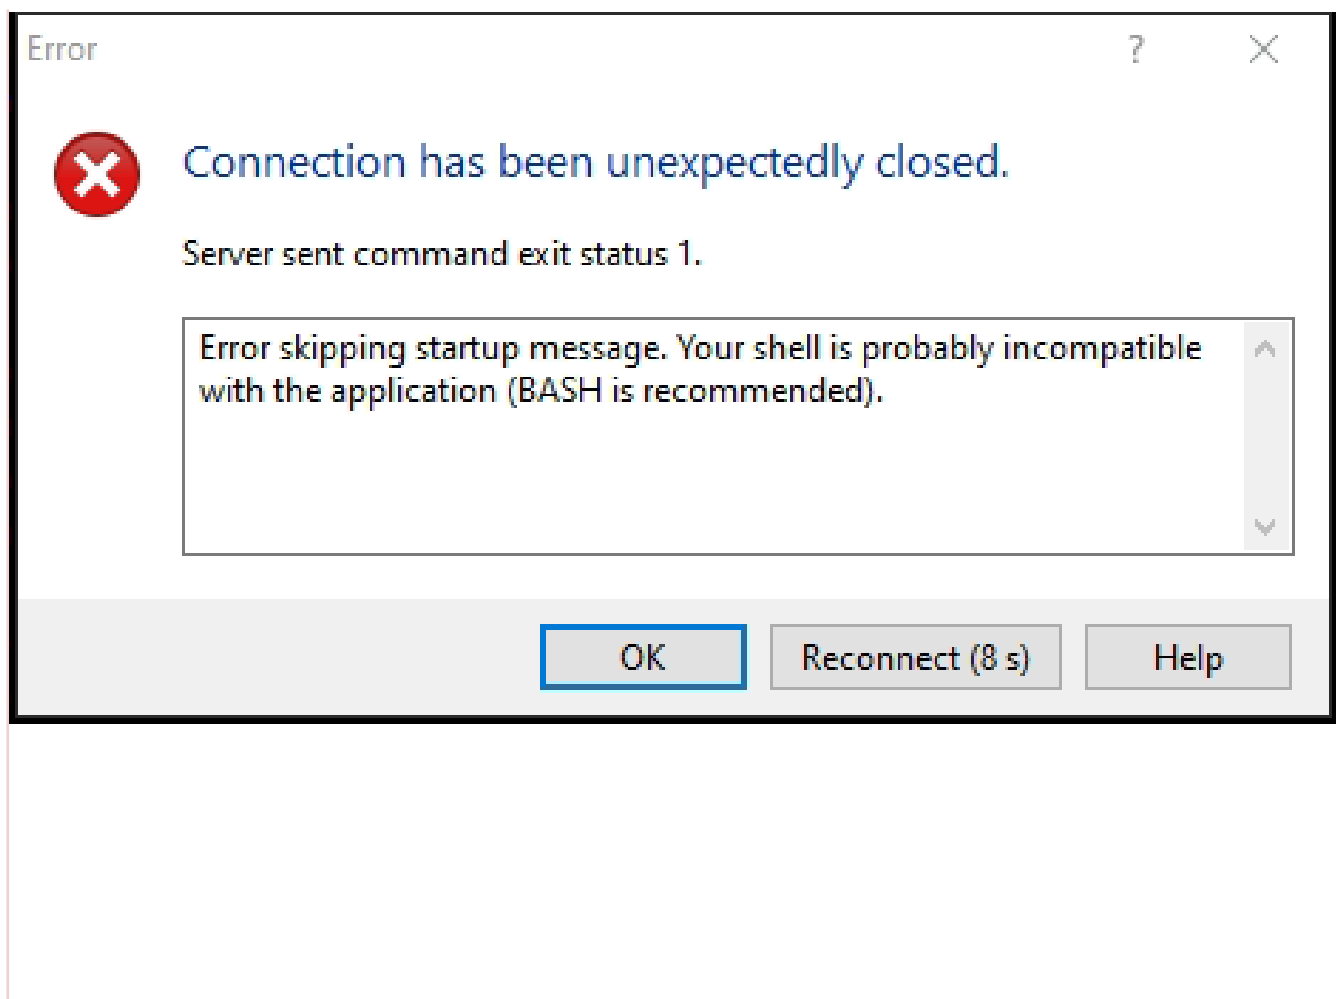 Error
?
Connection has been unexpectedly closed.
Server sent command exit status 1.
Error skipping startup message. Your shell is probably incompatible
with the application (BASH is recommended).
OK Reconnect (8 s) Help